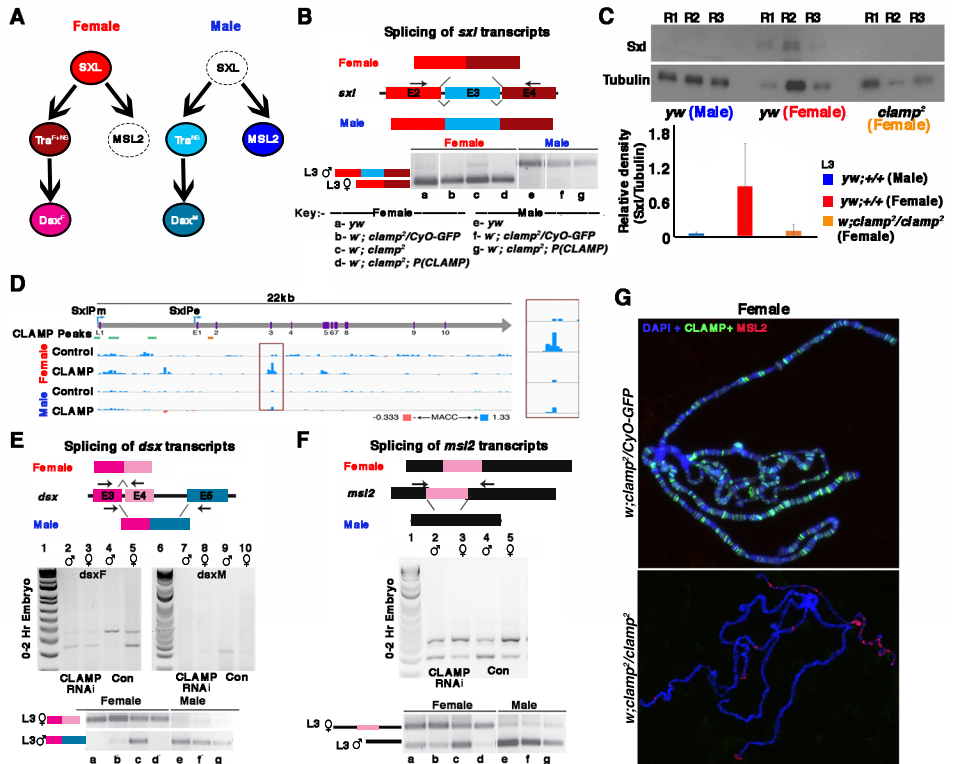 A
Female
Male
SXL
SXL
Tra F+NS
MSL2
Tra NS
MSL2
Dsx F
Dsx M
B
Splicing of sxl transcripts
Female
sxl
E2
E3
E4
Male
Female
Male
L3 ♂
L3 ♀
a b c d e f g
Key:- Female Male
a- yw
b- w-; clamp2/CyO-GFP
c- w-; clamp2
d- w-; clamp2; P(CLAMP)
e- yw
f- w-; clamp2/CyO-GFP
g- w-; clamp2; P(CLAMP)
C
R1 R2 R3 R1 R2 R3 R1 R2 R3
Sxl
Tubulin
yw (Male)
yw (Female)
clamp2 (Female)
Relative density (Sxl/Tubulin)
1.8
1.2
0.6
0
L3
yw;+/+ (Male)
yw;+/+ (Female)
w;clamp2/clamp2 (Female)
D
22kb
SxlPm
SxlPe
L1 E1 2 3 4 5 6 7 8 9 10
CLAMP Peaks
Female
Control
CLAMP
Male
Control
CLAMP
-0.333 - MACC + 1.33
E
Splicing of dsx transcripts
Female
dsx
E3
E4
E5
Male
1 2 3 4 5 6 7 8 9 10
♂ ♀ ♂ ♀ ♂ ♀ ♂ ♀
dsxF
dsxM
0-2 Hr Embryo
CLAMP RNAi
Con
CLAMP RNAi
Con
Female
Male
L3 ♀
L3 ♂
a b c d e f g
F
Splicing of msl2 transcripts
Female
msl2
Male
1 2 3 4 5
♂ ♀ ♂ ♀
0-2 Hr Embryo
CLAMP RNAi
Con
Female
Male
L3 ♀
L3 ♂
a b c d e f g
G
Female
DAPI + CLAMP+ MSL2
w;clamp2/CyO-GFP
w;clamp2/clamp2